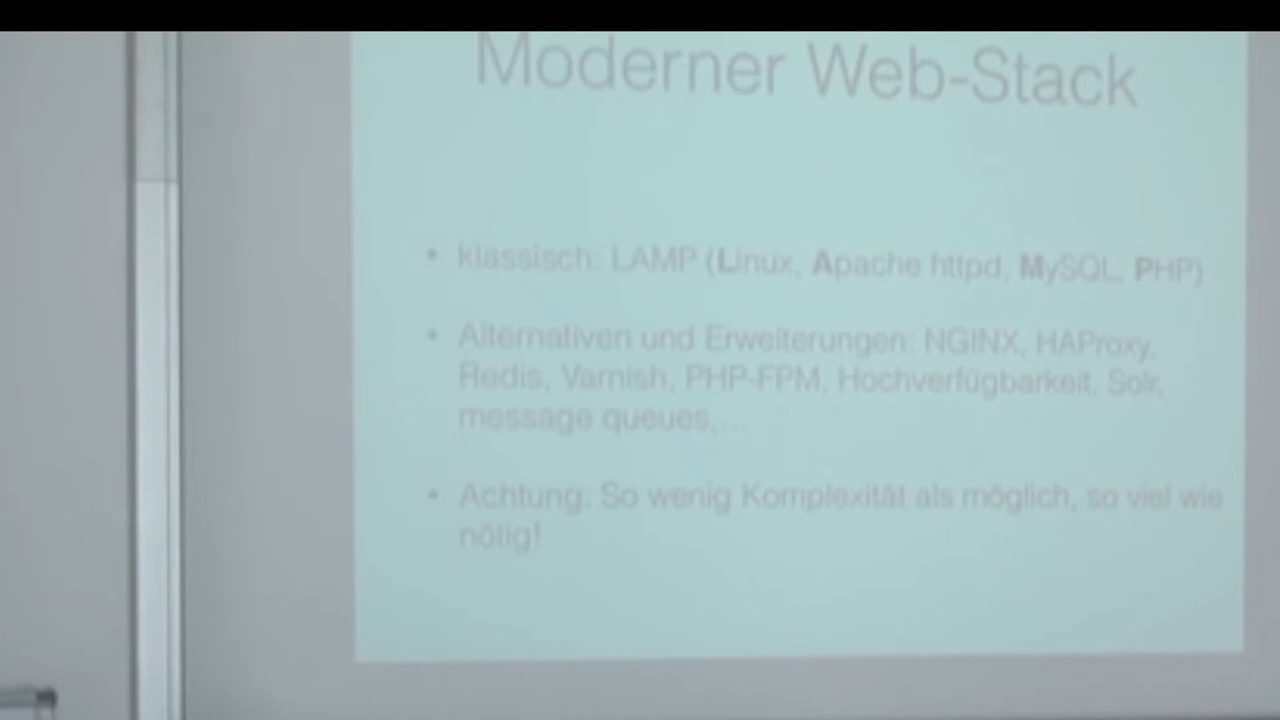 Moderner Web-Stack
• klassisch: LAMP (Linux, Apache httpd, MySQL, PHP)
• Alternativen und Erweiterungen: NGINX, HAProxy,
Redis, Varnish, PHP-FPM, Hochverfügbarkeit, Solr,
message queues,...
• Achtung: So wenig Komplexität als möglich, so viel wie
nötig!